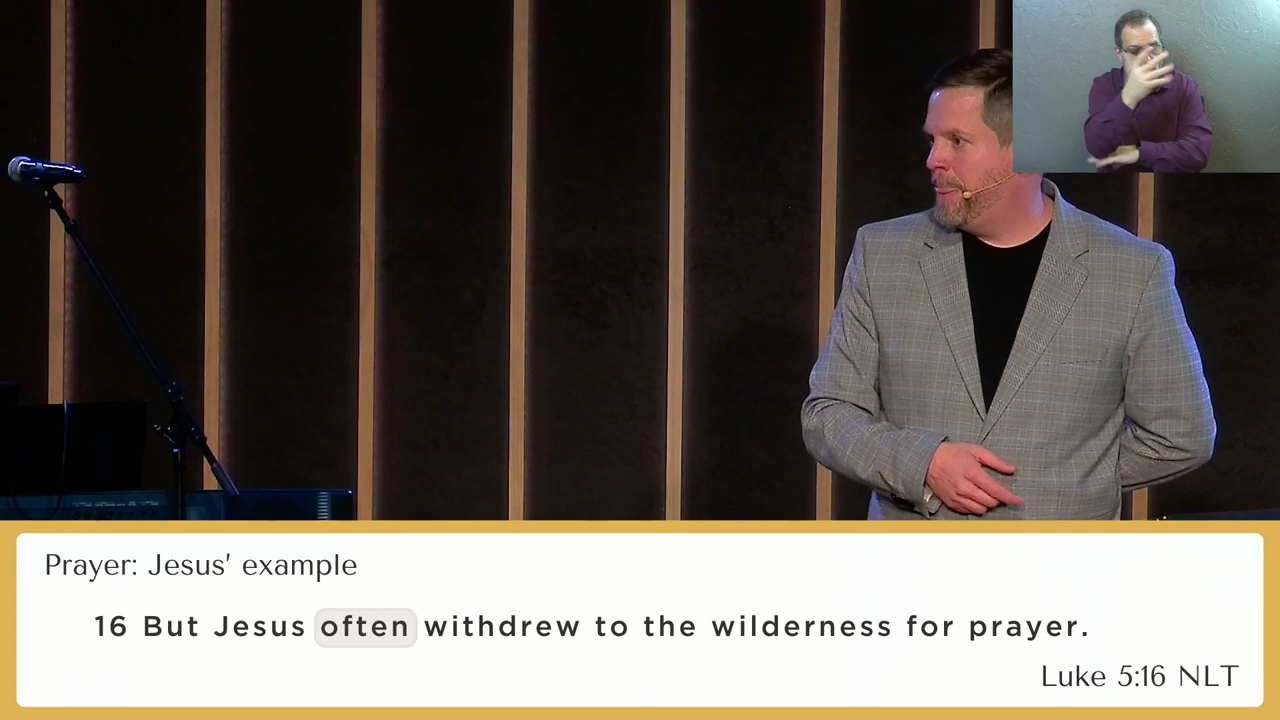 Prayer: Jesus’ example
16 But Jesus often withdrew to the wilderness for prayer.
Luke 5:16 NLT